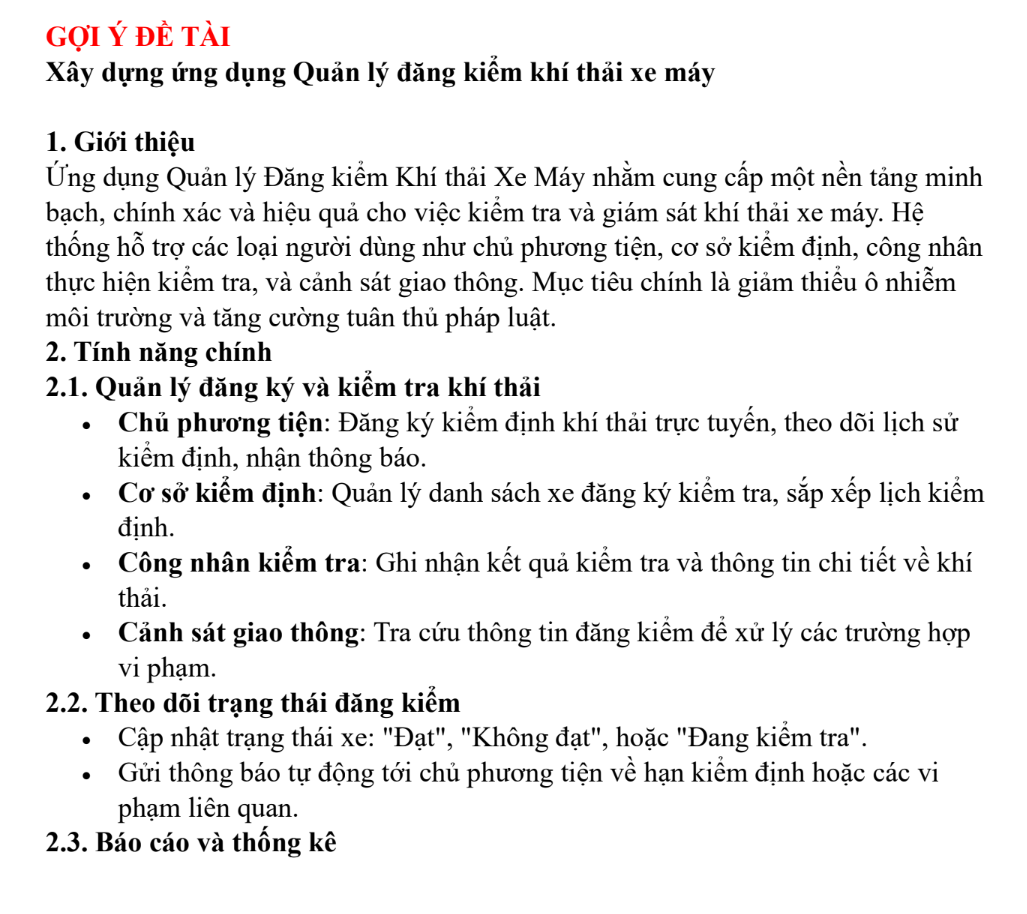 GỢI Ý ĐỀ TÀI
Xây dựng ứng dụng Quản lý đăng kiểm khí thải xe máy
1. Giới thiệu
Ứng dụng Quản lý Đăng kiểm Khí thải Xe Máy nhằm cung cấp một nền tảng minh
bạch, chính xác và hiệu quả cho việc kiểm tra và giám sát khí thải xe máy. Hệ
thống hỗ trợ các loại người dùng như chủ phương tiện, cơ sở kiểm định, công nhân
thực hiện kiểm tra, và cảnh sát giao thông. Mục tiêu chính là giảm thiểu ô nhiễm
môi trường và tăng cường tuân thủ pháp luật.
2. Tính năng chính
2.1. Quản lý đăng ký và kiểm tra khí thải
• Chủ phương tiện: Đăng ký kiểm định khí thải trực tuyến, theo dõi lịch sử
kiểm định, nhận thông báo.
• Cơ sở kiểm định: Quản lý danh sách xe đăng ký kiểm tra, sắp xếp lịch kiểm
định.
• Công nhân kiểm tra: Ghi nhận kết quả kiểm tra và thông tin chi tiết về khí
thải.
• Cảnh sát giao thông: Tra cứu thông tin đăng kiểm để xử lý các trường hợp
vi phạm.
2.2. Theo dõi trạng thái đăng kiểm
• Cập nhật trạng thái xe: "Đạt", "Không đạt", hoặc "Đang kiểm tra".
• Gửi thông báo tự động tới chủ phương tiện về hạn kiểm định hoặc các vi
phạm liên quan.
2.3. Báo cáo và thống kê